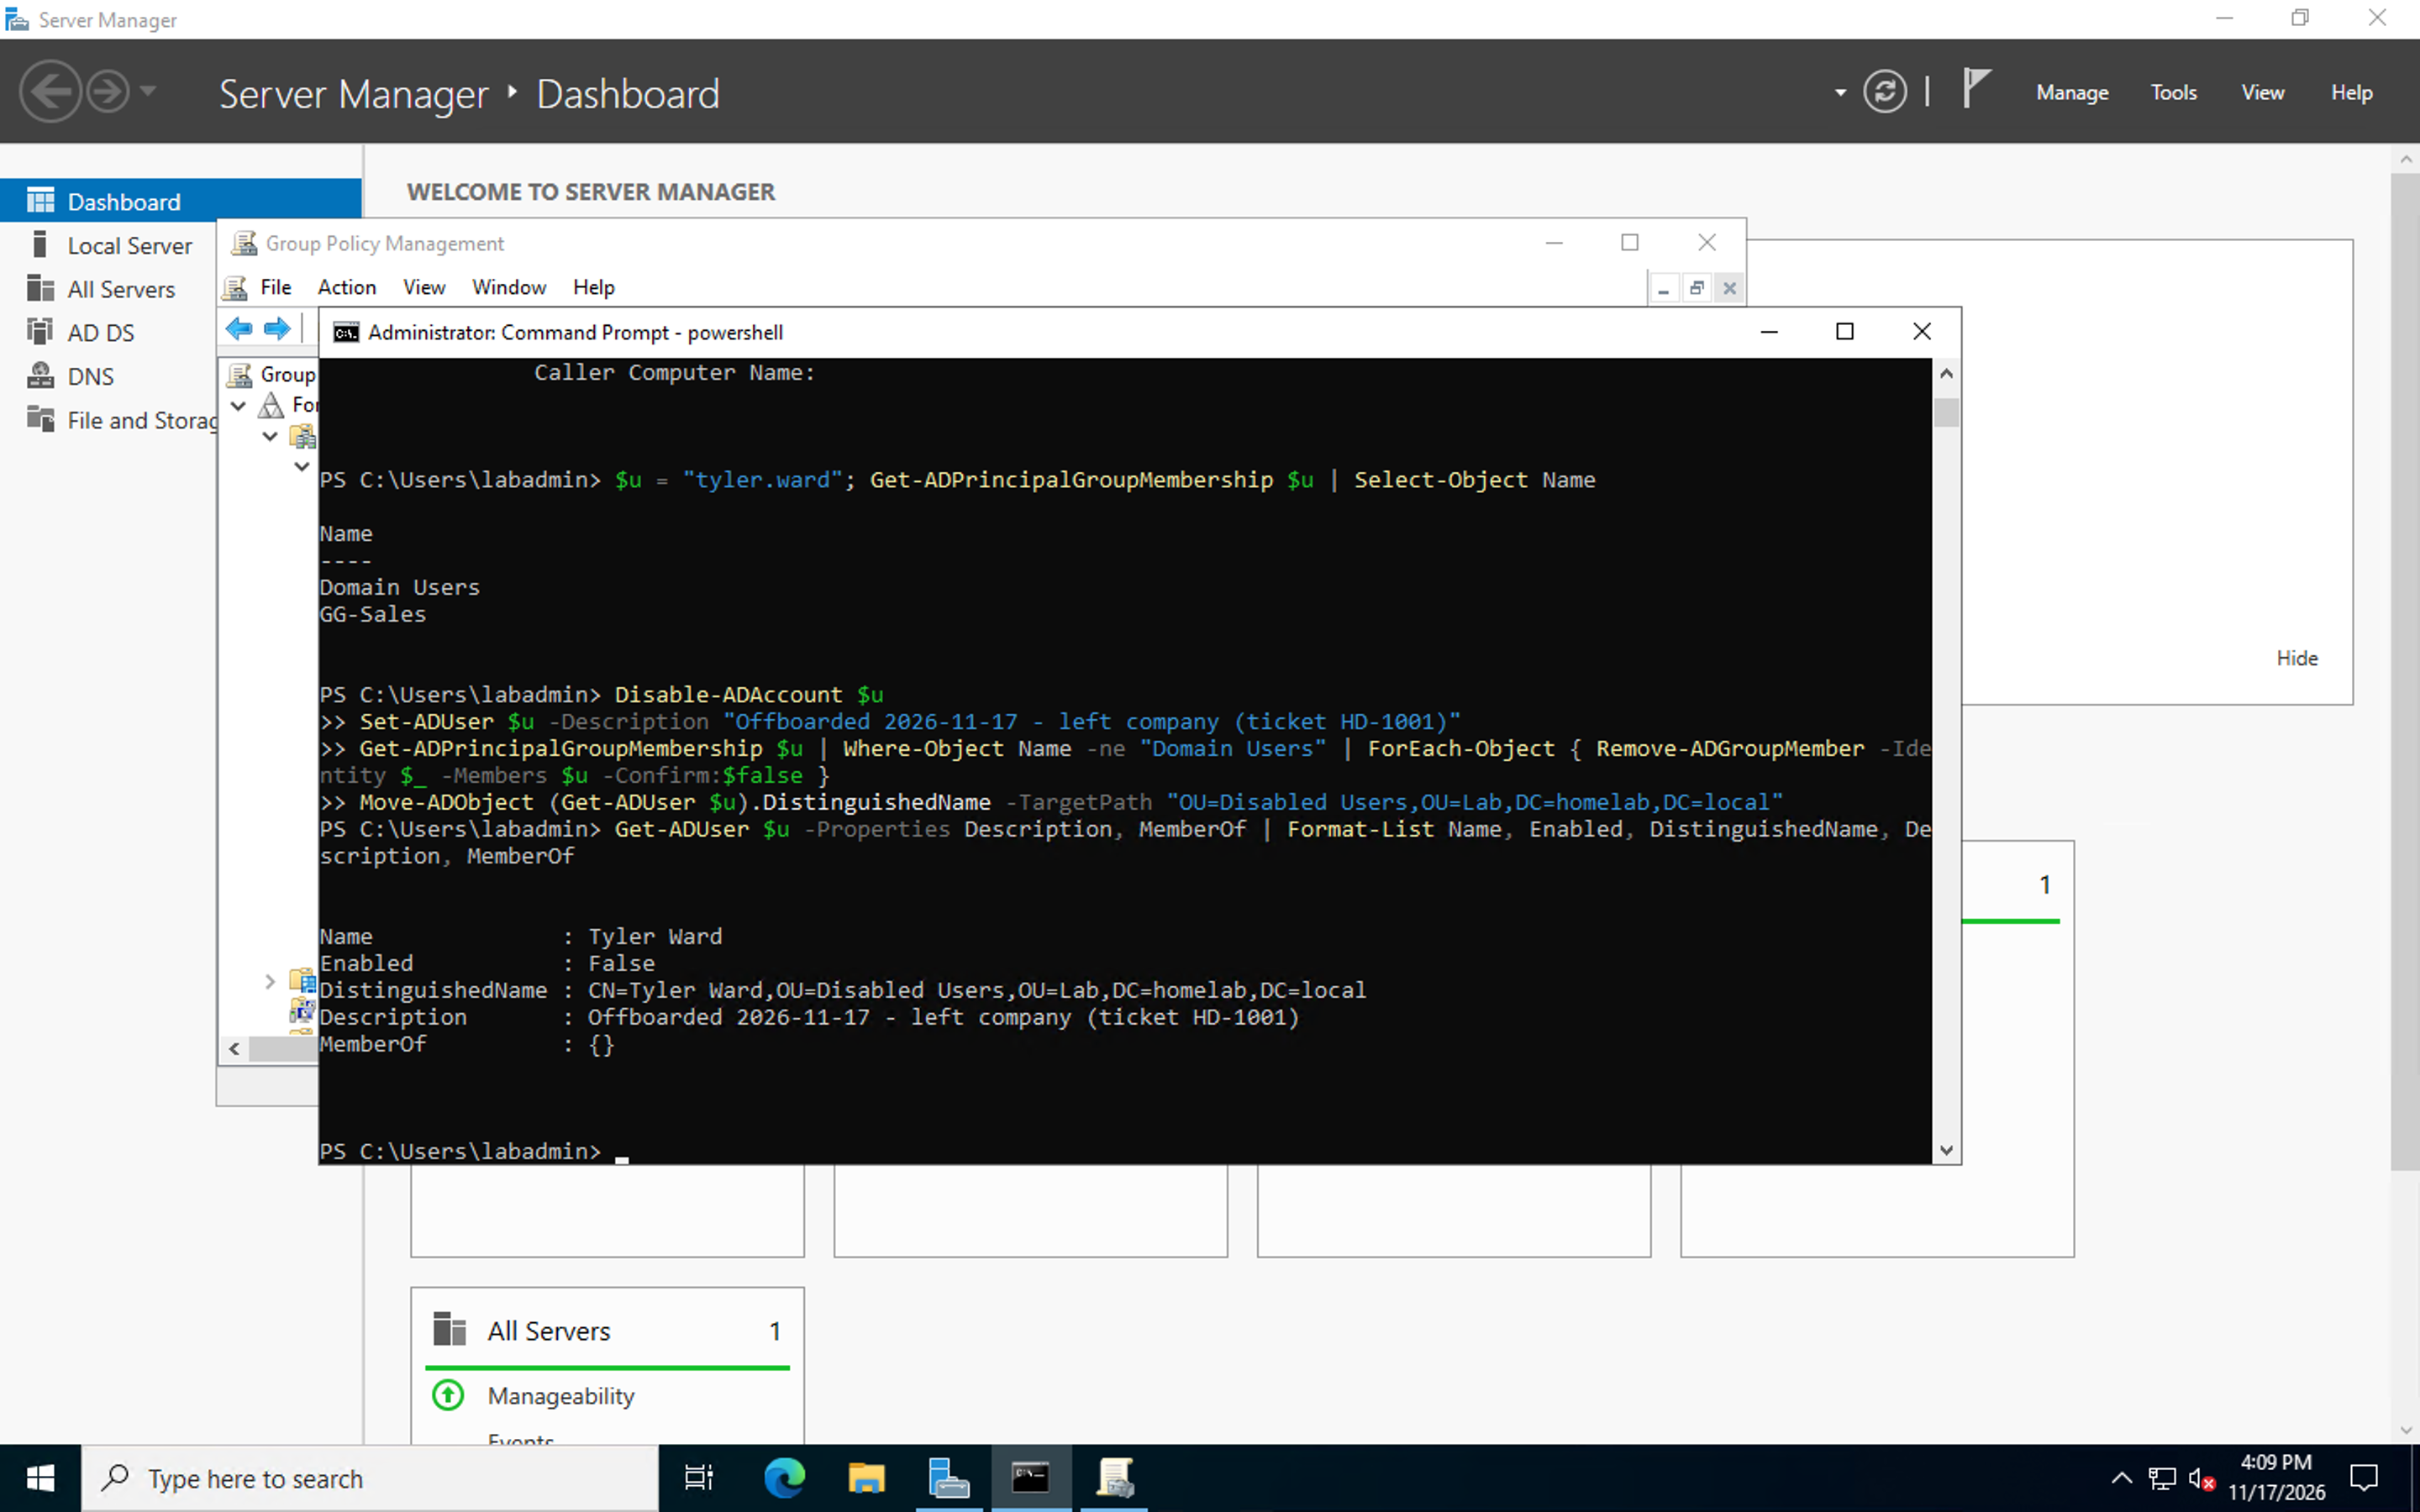 Server Manager
Server Manager ‣ Dashboard
Manage
Tools
View
Help
Dashboard
Local Server
All Servers
AD DS
DNS
File and Storag
WELCOME TO SERVER MANAGER
Group Policy Management
File
Action
View
Window
Help
Group
For
Administrator: Command Prompt - powershell
Caller Computer Name:
PS C:\Users\labadmin> $u = "tyler.ward"; Get-ADPrincipalGroupMembership $u | Select-Object Name
Name
----
Domain Users
GG-Sales
PS C:\Users\labadmin> Disable-ADAccount $u
>> Set-ADUser $u -Description "Offboarded 2026-11-17 - left company (ticket HD-1001)"
>> Get-ADPrincipalGroupMembership $u | Where-Object Name -ne "Domain Users" | ForEach-Object { Remove-ADGroupMember -Ide
ntity $_ -Members $u -Confirm:$false }
>> Move-ADObject (Get-ADUser $u).DistinguishedName -TargetPath "OU=Disabled Users,OU=Lab,DC=homelab,DC=local"
PS C:\Users\labadmin> Get-ADUser $u -Properties Description, MemberOf | Format-List Name, Enabled, DistinguishedName, De
scription, MemberOf
Name : Tyler Ward
Enabled : False
DistinguishedName : CN=Tyler Ward,OU=Disabled Users,OU=Lab,DC=homelab,DC=local
Description : Offboarded 2026-11-17 - left company (ticket HD-1001)
MemberOf : {}
PS C:\Users\labadmin>
Hide
1
All Servers 1
Manageability
Events
Type here to search
4:09 PM
11/17/2026